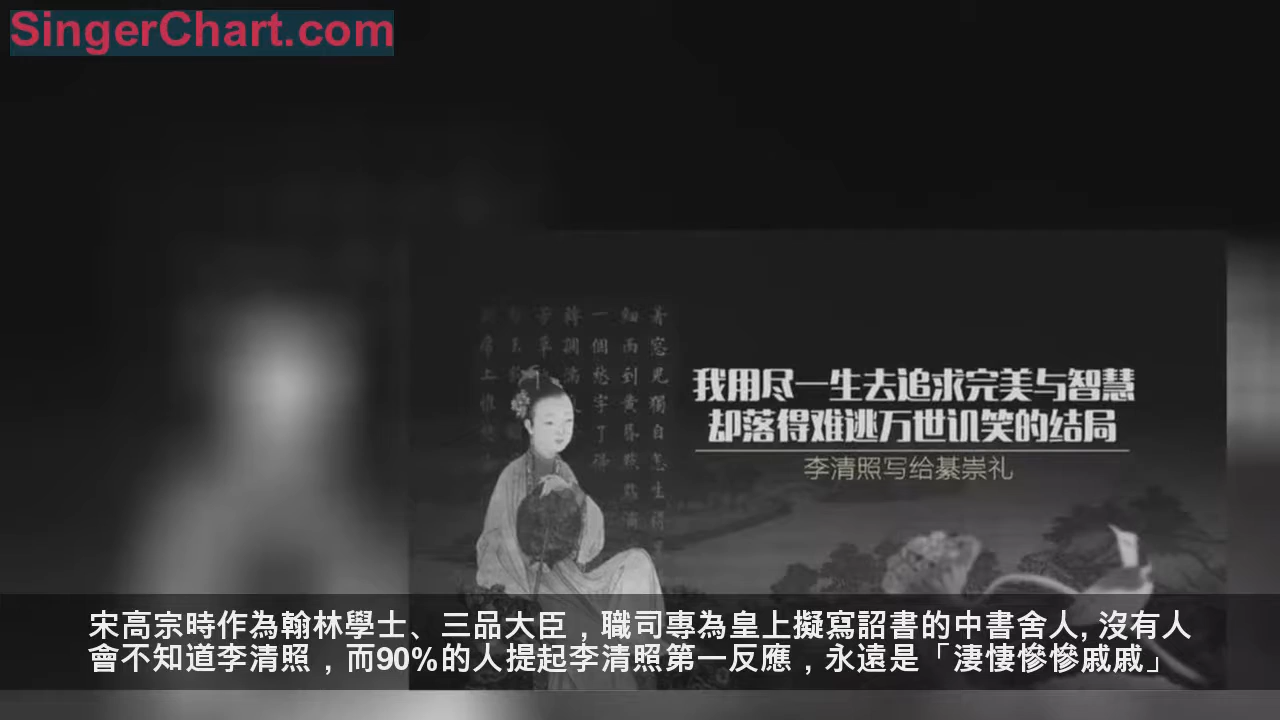 SingerChart.com
我用尽一生去追求完美与智慧
却落得难逃万世讥笑的结局
李清照写给綦崇礼
宋高宗時作為翰林學士、三品大臣，職司專為皇上擬寫詔書的中書舍人, 沒有人
會不知道李清照，而90%的人提起李清照第一反應，永遠是「淒悽慘慘戚戚」